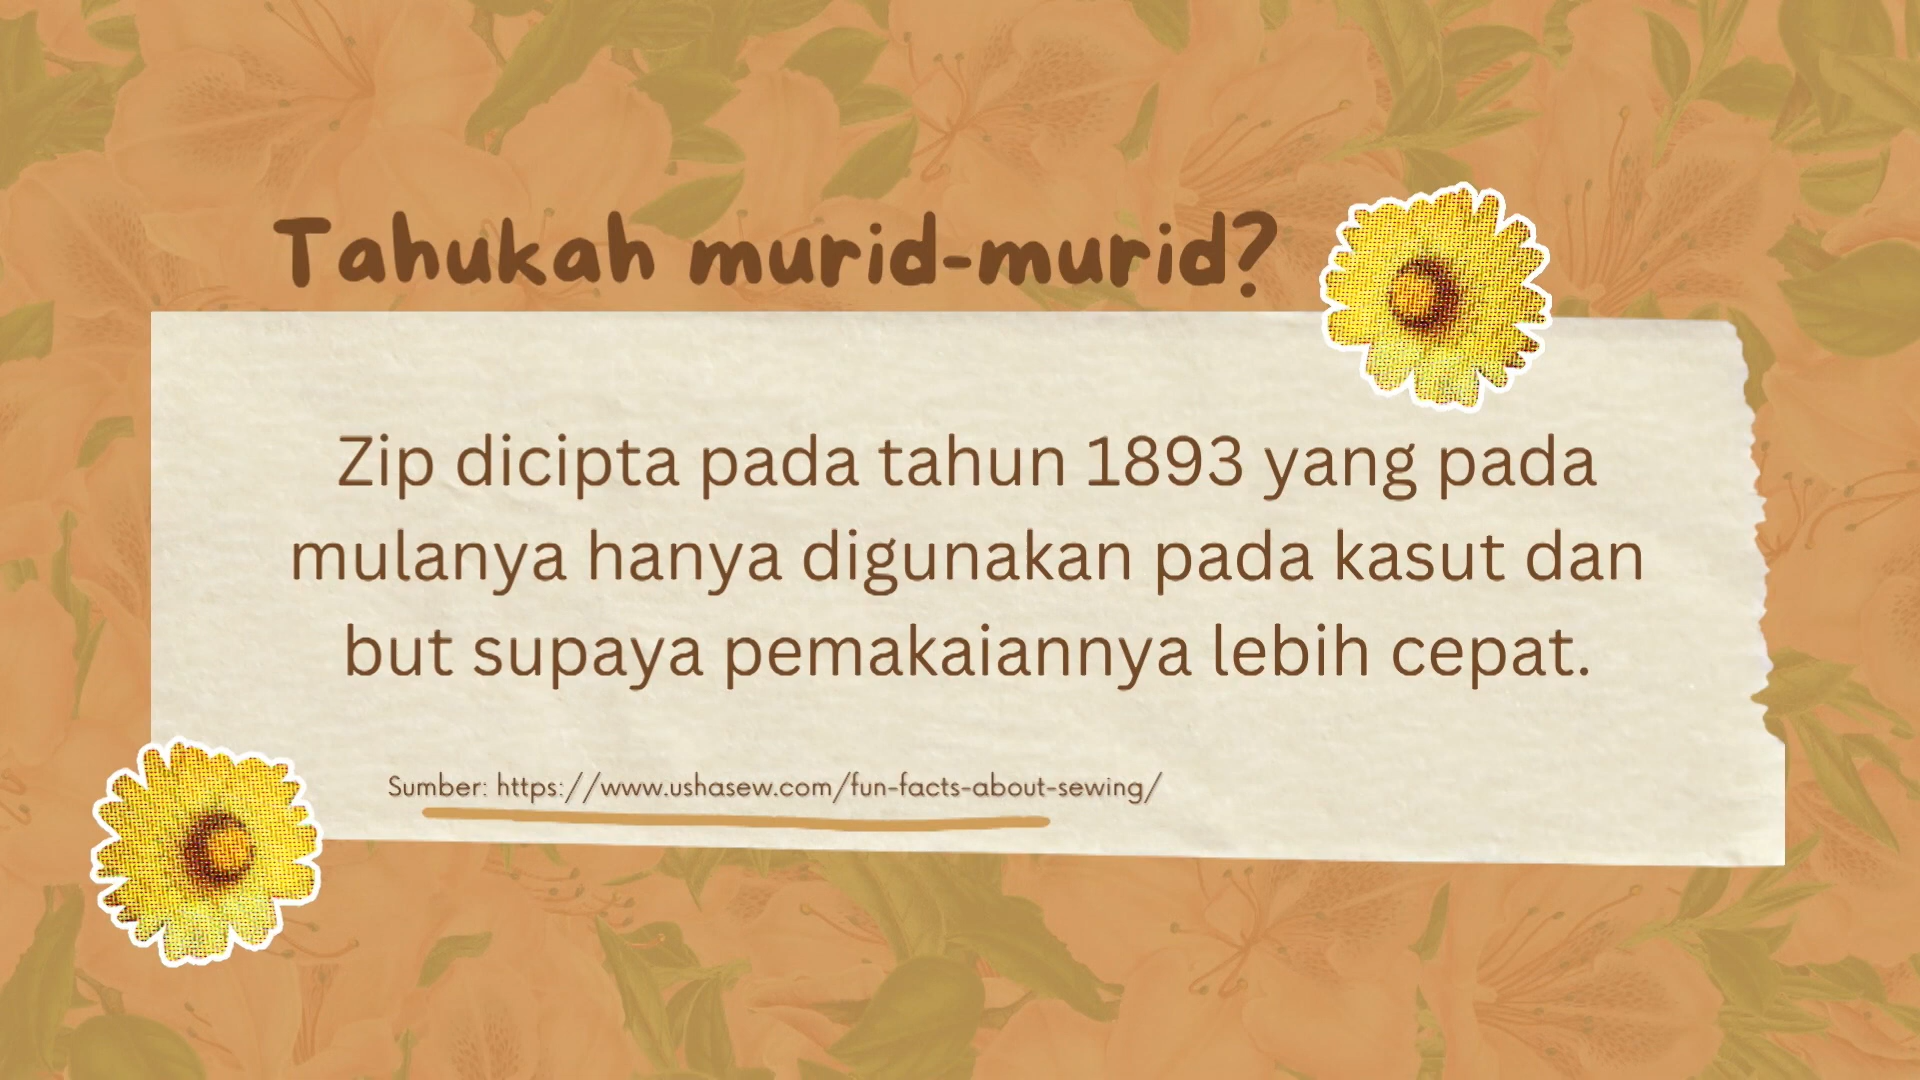 Tahukah murid-murid?
Zip dicipta pada tahun 1893 yang pada
mulanya hanya digunakan pada kasut dan
but supaya pemakaiannya lebih cepat.
Sumber: https://www.ushasew.com/fun-facts-about-sewing/